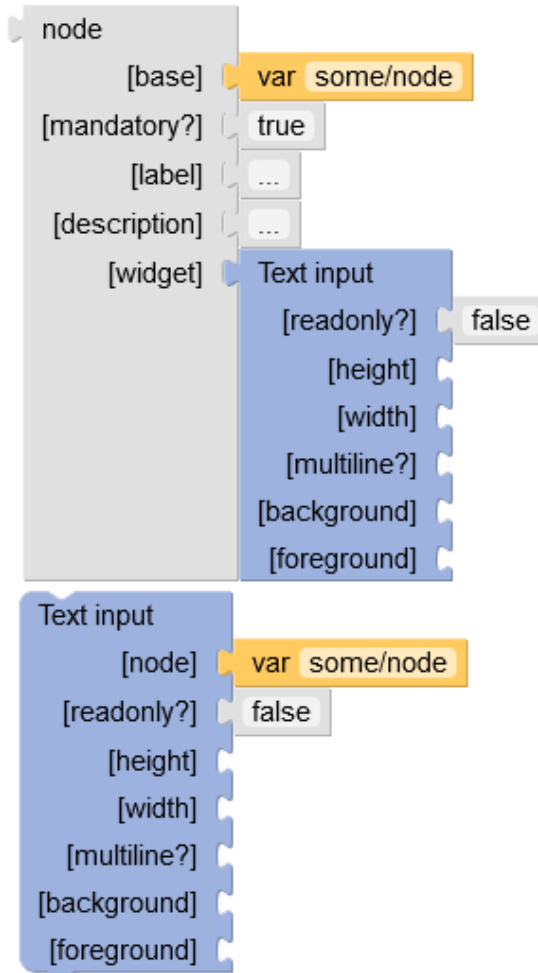 node
[base] var some/node
[mandatory?] true
[label] ...
[description] ...
[widget] Text input
[readonly?] false
[height]
[width]
[multiline?]
[background]
[foreground]
Text input
[node] var some/node
[readonly?] false
[height]
[width]
[multiline?]
[background]
[foreground]